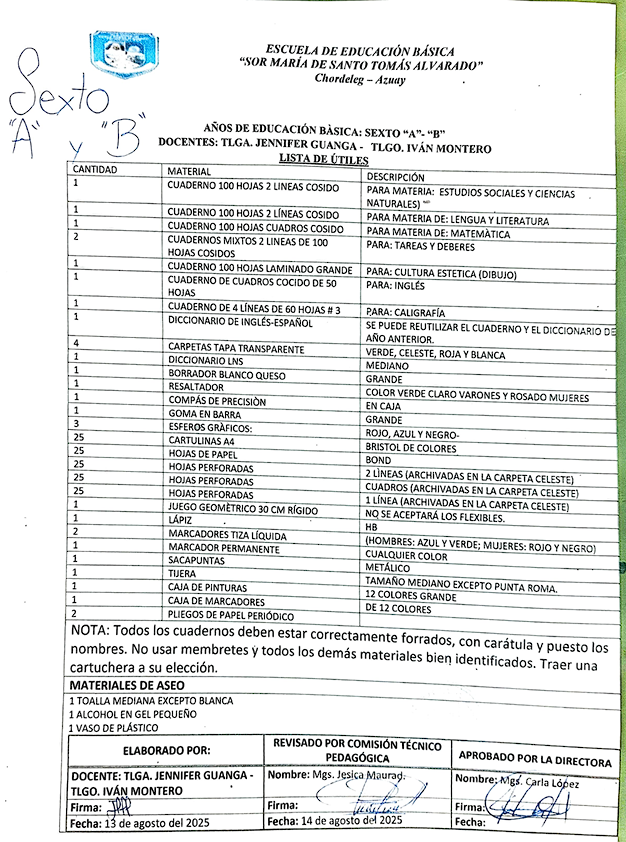 Sexto
"A" y "B"
ESCUELA DE EDUCACIÓN BÁSICA
"SOR MARÍA DE SANTO TOMÁS ALVARADO"
Chordeleg – Azuay
AÑOS DE EDUCACIÓN BÀSICA: SEXTO "A"- "B"
DOCENTES: TLGA. JENNIFER GUANGA - TLGO. IVÁN MONTERO
LISTA DE ÚTILES
CANTIDAD MATERIAL DESCRIPCIÓN
1 CUADERNO 100 HOJAS 2 LINEAS COSIDO PARA MATERIA: ESTUDIOS SOCIALES Y CIENCIAS
NATURALES)
1 CUADERNO 100 HOJAS 2 LÍNEAS COSIDO PARA MATERIA DE: LENGUA Y LITERATURA
1 CUADERNO 100 HOJAS CUADROS COSIDO PARA MATERIA DE: MATEMÀTICA
2 CUADERNOS MIXTOS 2 LINEAS DE 100 PARA: TAREAS Y DEBERES
HOJAS COSIDOS
1 CUADERNO 100 HOJAS LAMINADO GRANDE PARA: CULTURA ESTETICA (DIBUJO)
1 CUADERNO DE CUADROS COCIDO DE 50 PARA: INGLÉS
HOJAS
1 CUADERNO DE 4 LÍNEAS DE 60 HOJAS # 3 PARA: CALIGRAFÍA
1 DICCIONARIO DE INGLÉS-ESPAÑOL SE PUEDE REUTILIZAR EL CUADERNO Y EL DICCIONARIO DE
AÑO ANTERIOR.
4 CARPETAS TAPA TRANSPARENTE VERDE, CELESTE, ROJA Y BLANCA
1 DICCIONARIO LNS MEDIANO
1 BORRADOR BLANCO QUESO GRANDE
1 RESALTADOR COLOR VERDE CLARO VARONES Y ROSADO MUJERES
1 COMPÁS DE PRECISIÒN EN CAJA
1 GOMA EN BARRA GRANDE
3 ESFEROS GRÀFICOS: ROJO, AZUL Y NEGRO-
25 CARTULINAS A4 BRISTOL DE COLORES
25 HOJAS DE PAPEL BOND
25 HOJAS PERFORADAS 2 LÌNEAS (ARCHIVADAS EN LA CARPETA CELESTE)
25 HOJAS PERFORADAS CUADROS (ARCHIVADAS EN LA CARPETA CELESTE)
25 HOJAS PERFORADAS 1 LÍNEA (ARCHIVADAS EN LA CARPETA CELESTE)
1 JUEGO GEOMÈTRICO 30 CM RÍGIDO NO SE ACEPTARÁ LOS FLEXIBLES.
1 LÁPIZ HB
2 MARCADORES TIZA LÍQUIDA (HOMBRES: AZUL Y VERDE; MUJERES: ROJO Y NEGRO)
1 MARCADOR PERMANENTE CUALQUIER COLOR
1 SACAPUNTAS METÁLICO
1 TIJERA TAMAÑO MEDIANO EXCEPTO PUNTA ROMA.
1 CAJA DE PINTURAS 12 COLORES GRANDE
1 CAJA DE MARCADORES DE 12 COLORES
2 PLIEGOS DE PAPEL PERIÓDICO
NOTA: Todos los cuadernos deben estar correctamente forrados, con carátula y puesto los
nombres. No usar membretes y todos los demás materiales bien identificados. Traer una
cartuchera a su elección.
MATERIALES DE ASEO
1 TOALLA MEDIANA EXCEPTO BLANCA
1 ALCOHOL EN GEL PEQUEÑO
1 VASO DE PLÁSTICO
ELABORADO POR: REVISADO POR COMISIÓN TÉCNICO PEDAGÓGICA APROBADO POR LA DIRECTORA
DOCENTE: TLGA. JENNIFER GUANGA - Nombre: Mgs. Jesica Maurad. Nombre: Mgs. Carla López
TLGO. IVÁN MONTERO
Firma: Firma: Firma:
Fecha: 13 de agosto del 2025 Fecha: 14 de agosto del 2025 Fecha: